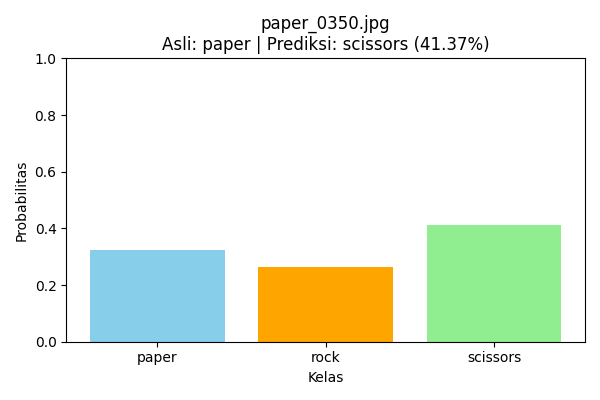 paper_0350.jpg
Asli: paper | Prediksi: scissors (41.37%)
1.0
0.8
0.6
0.4
0.2
0.0
Probabilitas
paper rock scissors
Kelas